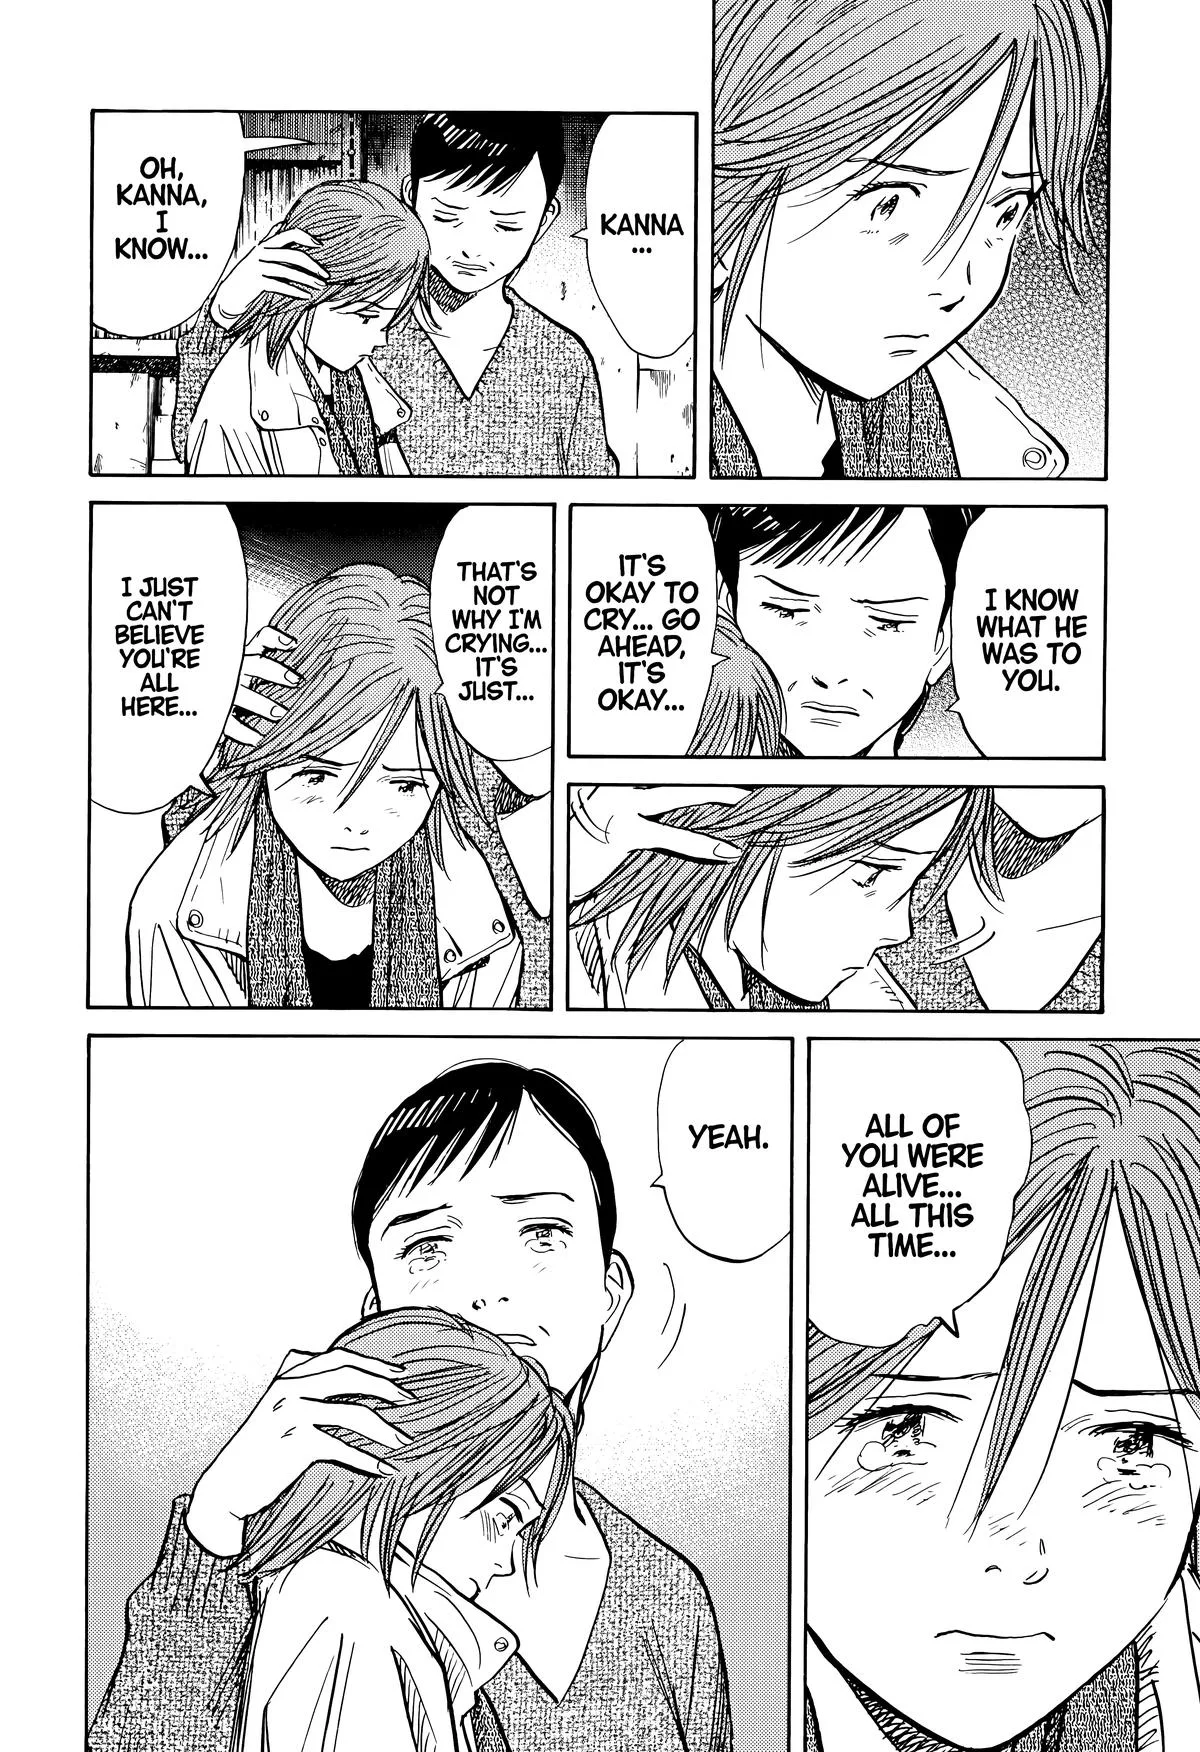 KANNA
...
OH,
KANNA,
I
KNOW...
I KNOW
WHAT HE
WAS TO
YOU.
IT'S
OKAY TO
CRY... GO
AHEAD,
IT'S
OKAY...
THAT'S
NOT
WHY I'M
CRYING...
IT'S
JUST...
I JUST
CAN'T
BELIEVE
YOU'RE
ALL
HERE...
ALL OF
YOU WERE
ALIVE...
ALL THIS
TIME...
YEAH.